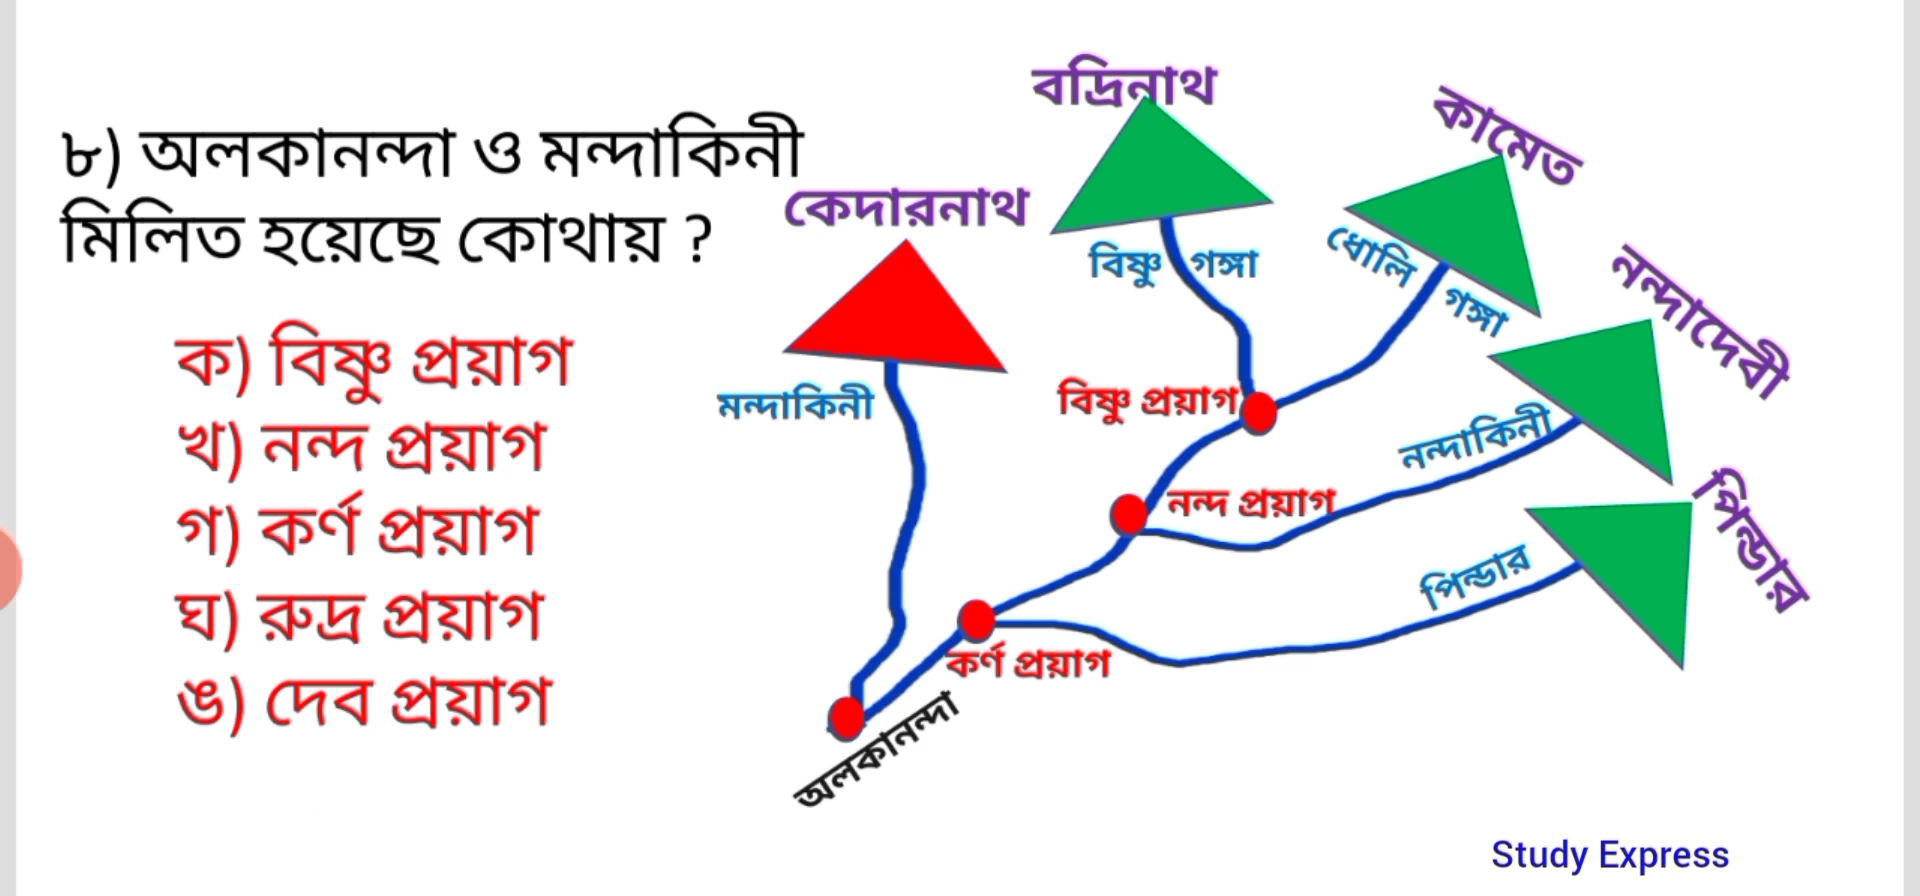 ৮) অলকানন্দা ও মন্দাকিনী
মিলিত হয়েছে কোথায় ?
ক) বিষ্ণু প্রয়াগ
খ) নন্দ প্রয়াগ
গ) কর্ণ প্রয়াগ
ঘ) রুদ্র প্রয়াগ
ঙ) দেব প্রয়াগ
বদ্রিনাথ
কামেত
কেদারনাথ
বিষ্ণু গঙ্গা
ধোলি গঙ্গা
নন্দাদেবী
মন্দাকিনী
বিষ্ণু প্রয়াগ
নন্দাকিনী
নন্দ প্রয়াগ
পিন্ডার
পিন্ডার
কর্ণ প্রয়াগ
অলকানন্দা
Study Express